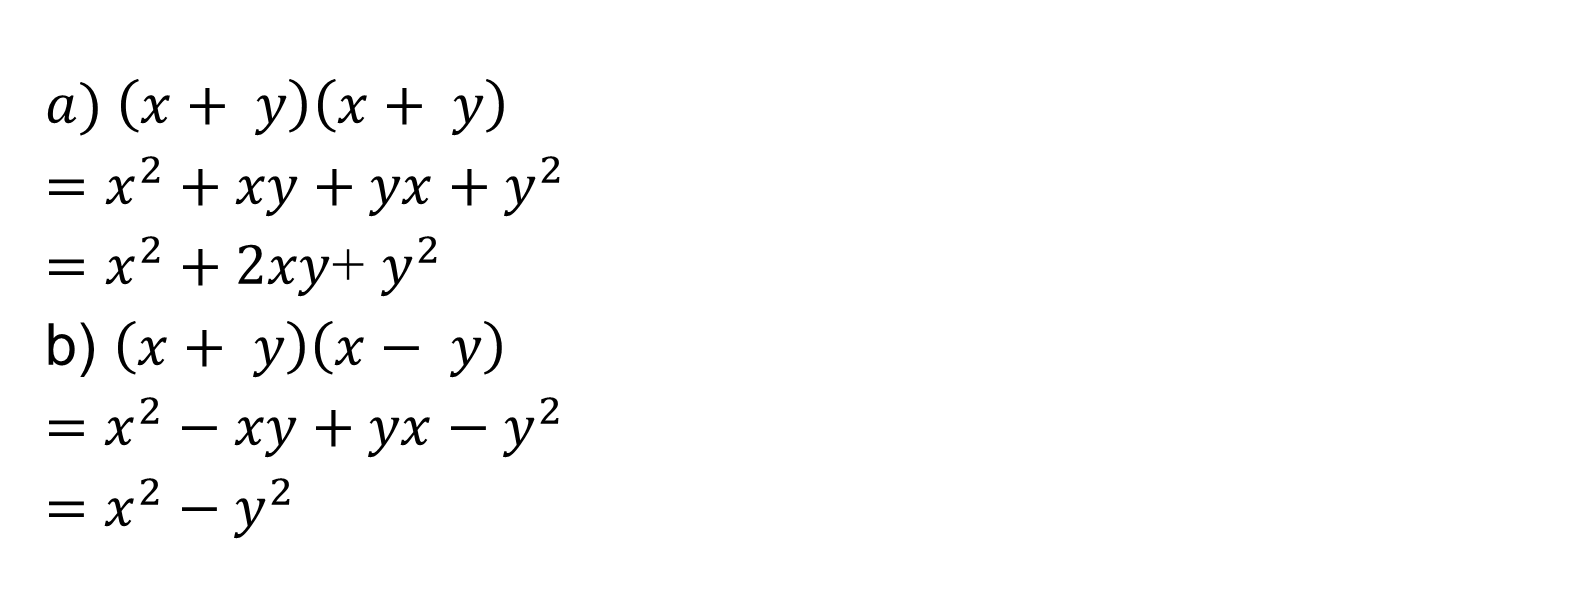 a) (x + y)(x + y)
= x² + xy + yx + y²
= x² + 2xy+ y²
b) (x + y)(x − y)
= x² − xy + yx − y²
= x² − y²